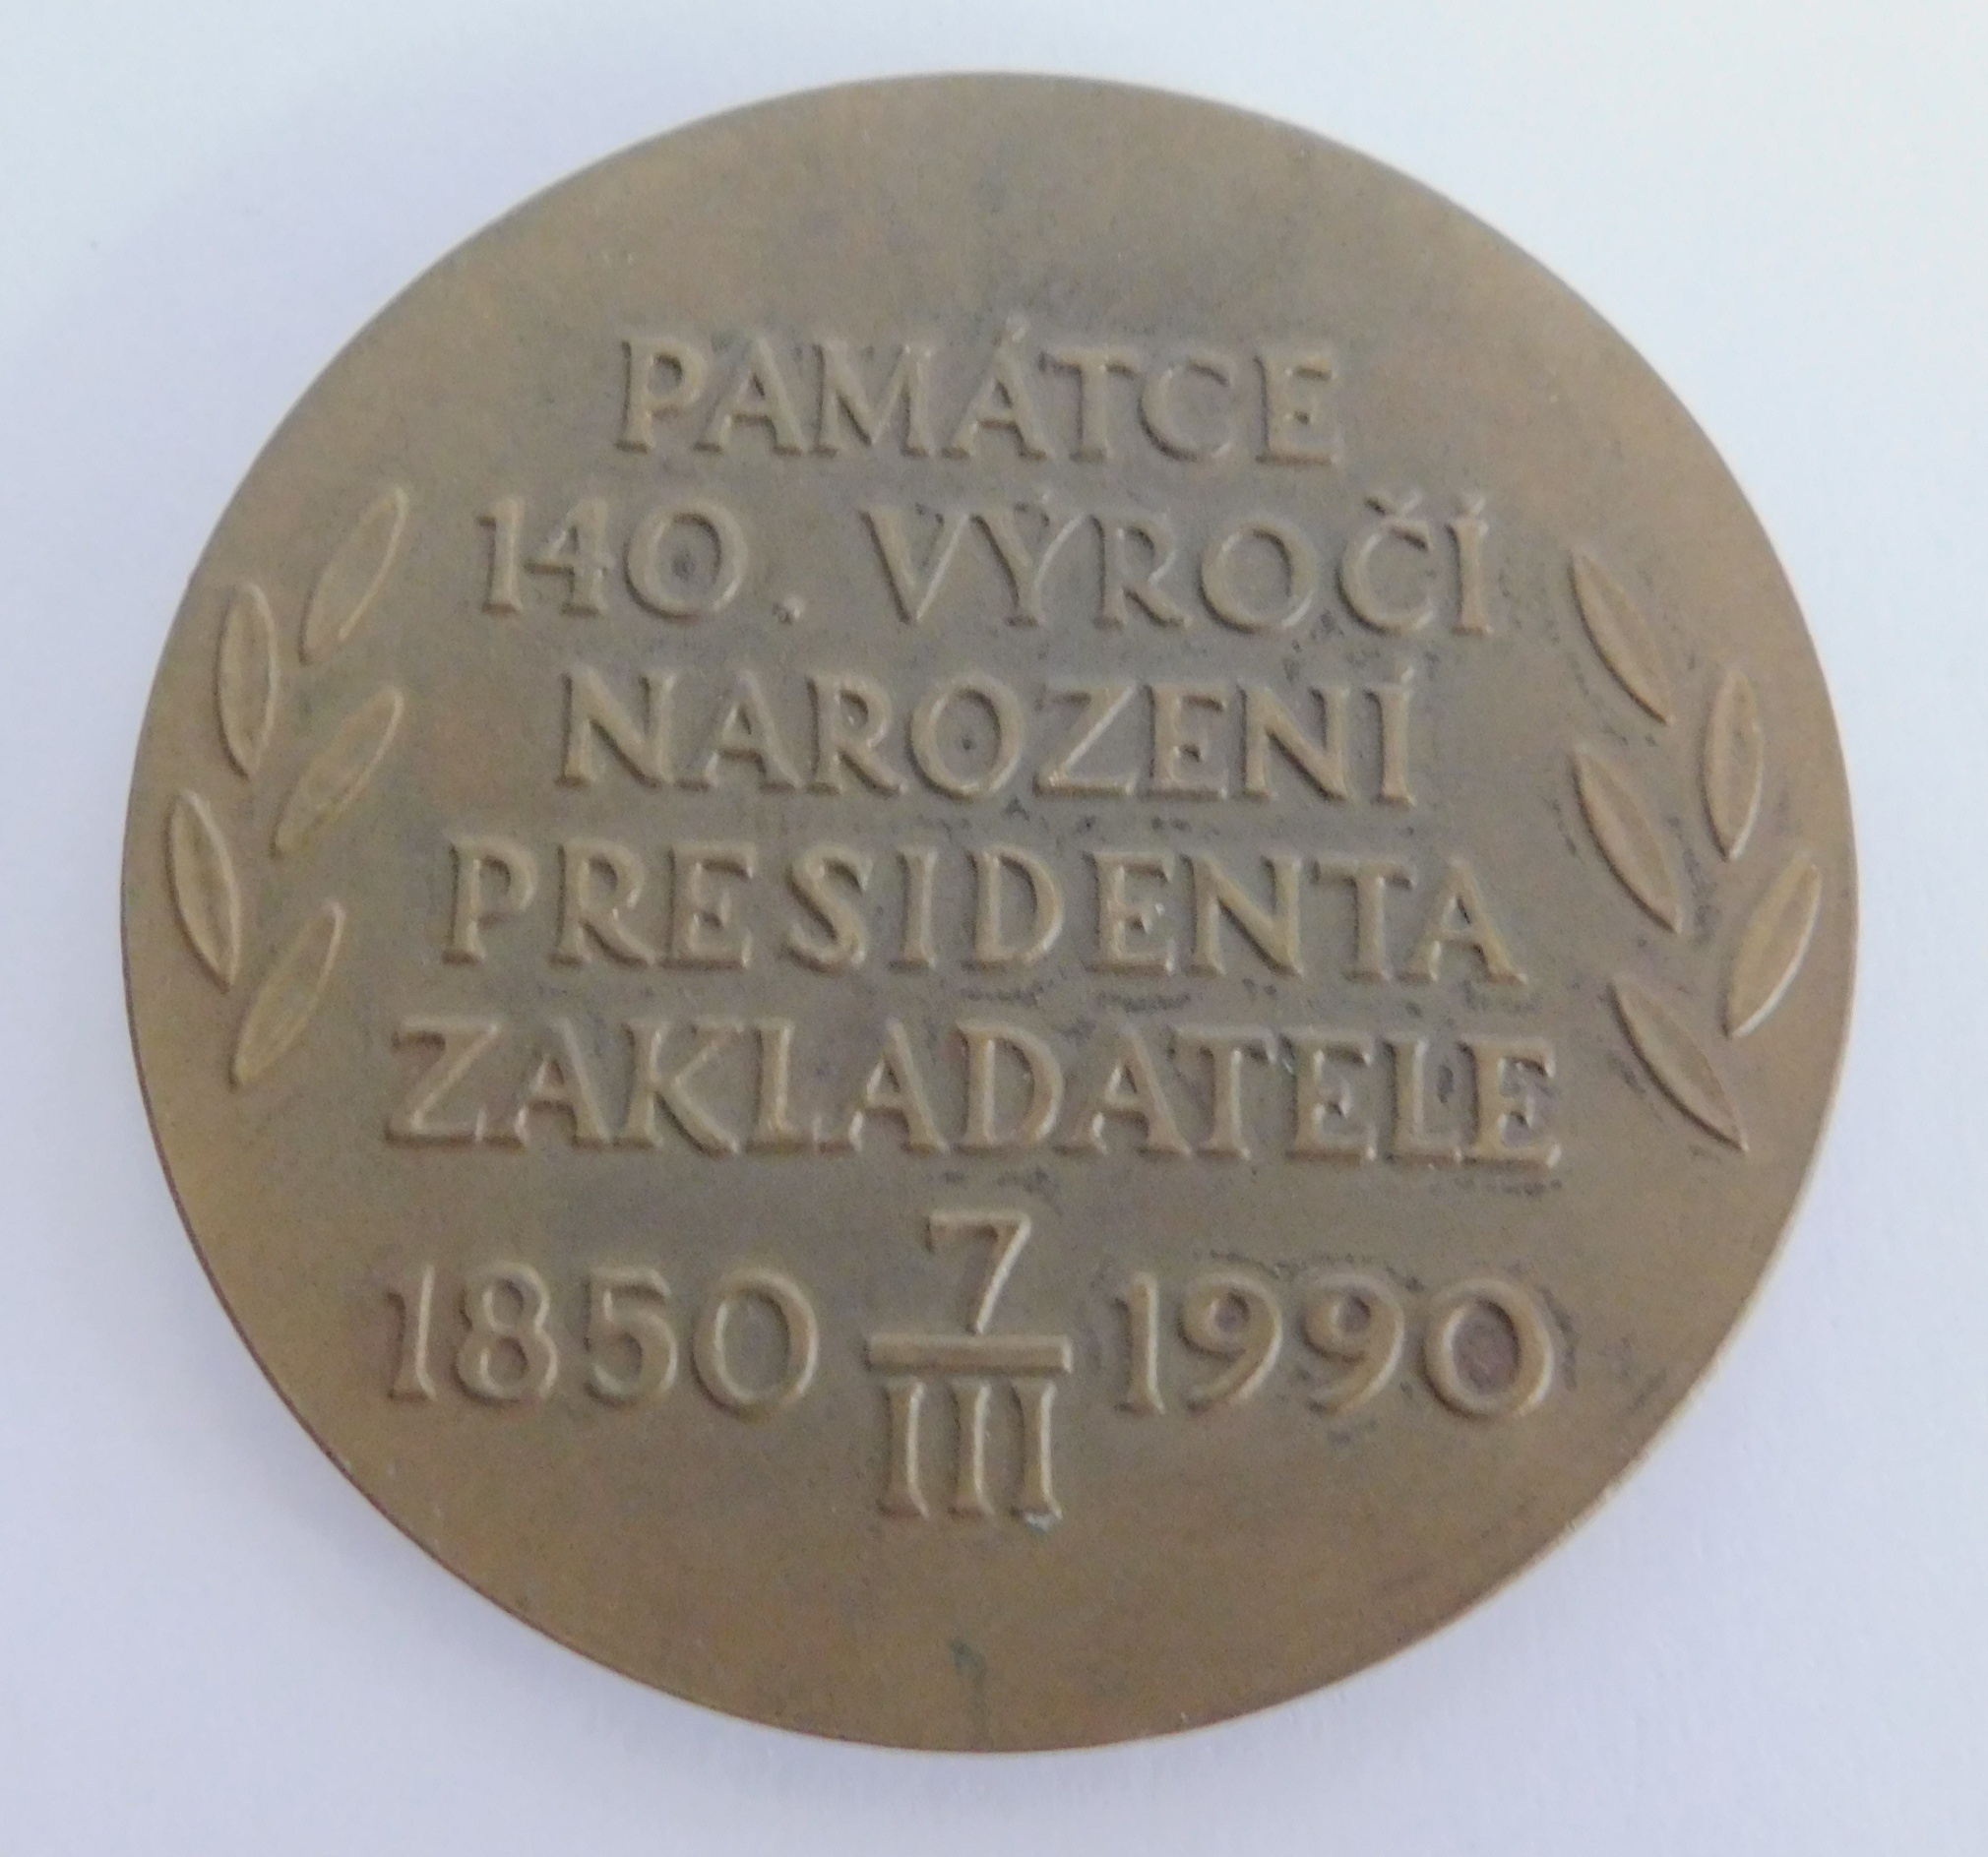 PAMÁTCE
140. VÝROČÍ
NAROZENÍ
PRESIDENTA
ZAKLADATELE
1850 7/III 1990